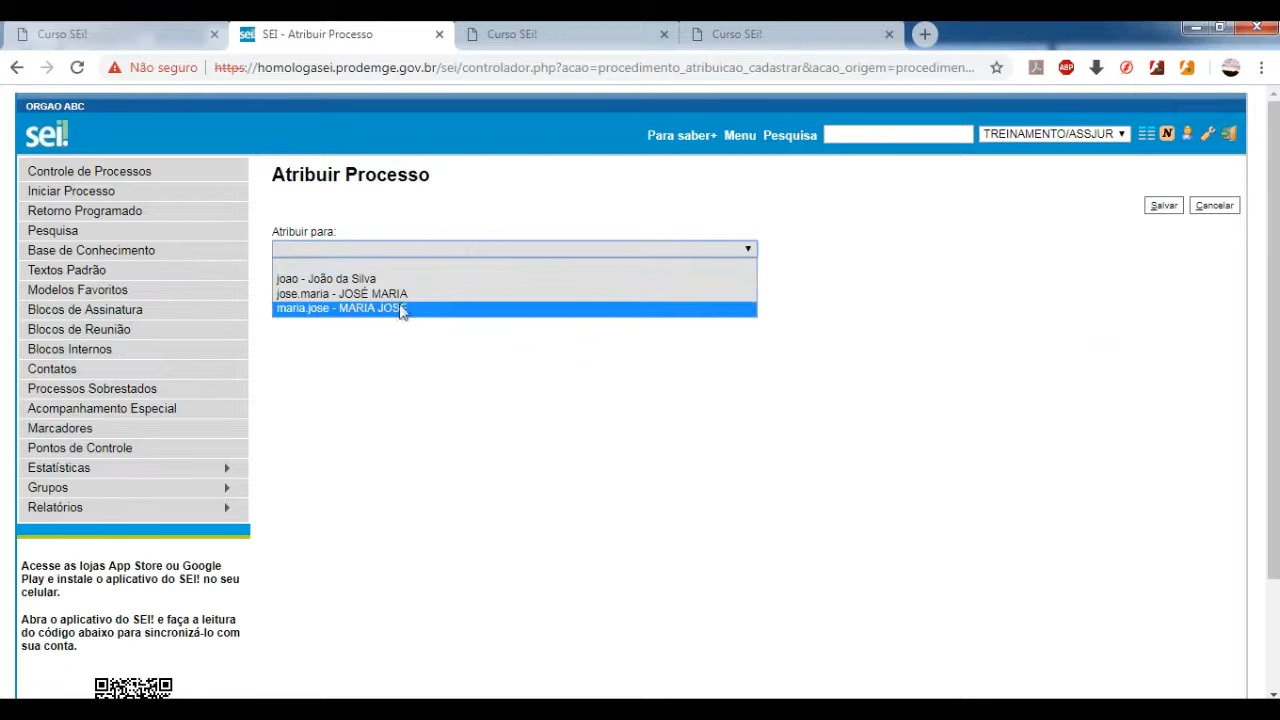 Curso SEi!
SEI - Atribuir Processo
Curso SEi!
Curso SEi!
Não seguro
https://homologasei.prodemge.gov.br/sei/controlador.php?acao=procedimento_atribuicao_cadastrar&acao_origem=procedimen...
ORGAO ABC
sei!
Para saber+ Menu Pesquisa
TREINAMENTO/ASSJUR
N
Controle de Processos
Iniciar Processo
Retorno Programado
Pesquisa
Base de Conhecimento
Textos Padrão
Modelos Favoritos
Blocos de Assinatura
Blocos de Reunião
Blocos Internos
Contatos
Processos Sobrestados
Acompanhamento Especial
Marcadores
Pontos de Controle
Estatísticas
Grupos
Relatórios
Acesse as lojas App Store ou Google
Play e instale o aplicativo do SEI! no seu
celular.
Abra o aplicativo do SEI! e faça a leitura
do código abaixo para sincronizá-lo com
sua conta.
Atribuir Processo
Salvar
Cancelar
Atribuir para:
joao - João da Silva
jose.maria - JOSÉ MARIA
maria.jose - MARIA JOSÉ
ABP